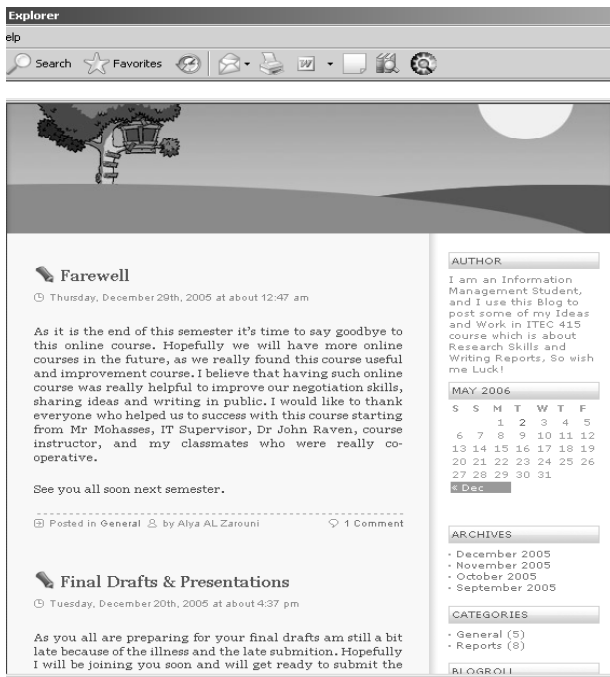 Explorer
elp
Search Favorites
Farewell
Thursday, December 29th, 2005 at about 12:47 am
As it is the end of this semester it's time to say goodbye to
this online course. Hopefully we will have more online
courses in the future, as we really found this course useful
and improvement course. I believe that having such online
course was really helpful to improve our negotiation skills,
sharing ideas and writing in public. I would like to thank
everyone who helped us to success with this course starting
from Mr Mohasses, IT Supervisor, Dr John Raven, course
instructor, and my classmates who were really co-
operative.
See you all soon next semester.
Posted in General by Alya AL Zarouni 1 Comment
Final Drafts & Presentations
Tuesday, December 20th, 2005 at about 4:37 pm
As you all are preparing for your final drafts am still a bit
late because of the illness and the late submition. Hopefully
I will be joining you soon and will get ready to submit the
AUTHOR
I am an Information
Management Student,
and I use this Blog to
post some of my Ideas
and Work in ITEC 415
course which is about
Research Skills and
Writing Reports, So wish
me Luck!
MAY 2006
S S M T W T F
1 2 3 4 5
6 7 8 9 10 11 12
13 14 15 16 17 18 19
20 21 22 23 24 25 26
27 28 29 30 31
« Dec
ARCHIVES
- December 2005
- November 2005
- October 2005
- September 2005
CATEGORIES
- General (5)
- Reports (8)
BLOGROLL